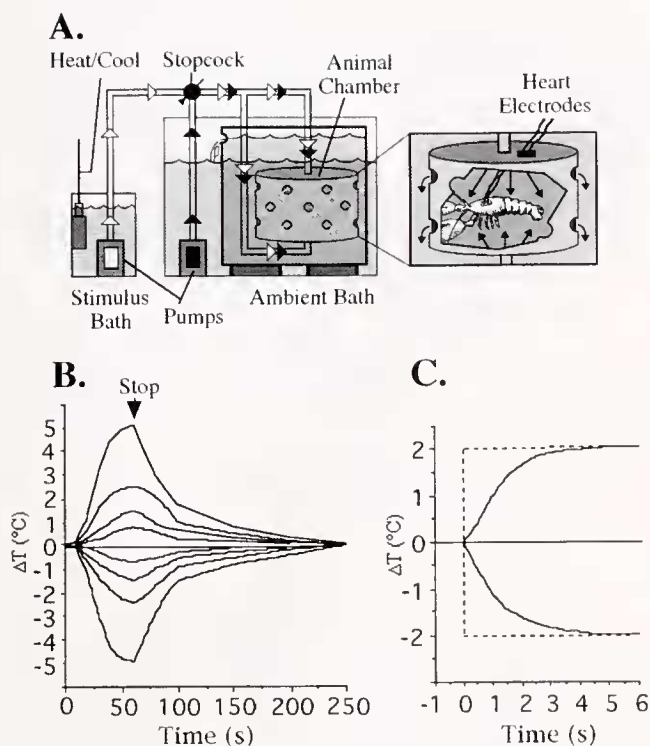 A.
Heat/Cool
Stopcock
Animal
Chamber
Heart
Electrodes
Stimulus
Bath
Pumps
Ambient Bath
B.
Stop
5
4
3
2
1
0
-1
-2
-3
-4
-5
ΔT (°C)
0 50 100 150 200 250
Time (s)
C.
2
1
0
-1
-2
ΔT (°C)
-1 0 1 2 3 4 5 6
Time (s)